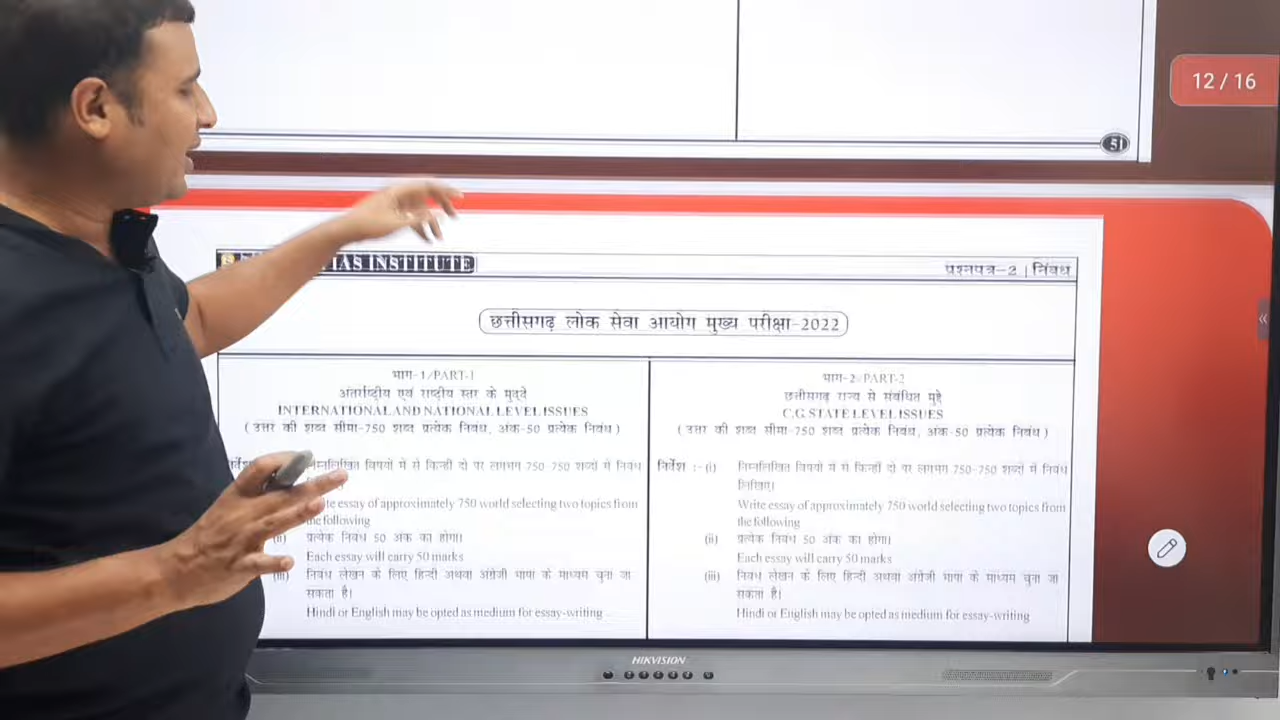 12 / 16
51
IAS INSTITUTE
प्रश्नपत्र-2 | निबंध
छत्तीसगढ़ लोक सेवा आयोग मुख्य परीक्षा-2022
भाग-1/PART-1
अंतर्राष्ट्रीय एवं राष्ट्रीय स्तर के मुद्दे
INTERNATIONAL AND NATIONAL LEVEL ISSUES
( उत्तर की शब्द सीमा-750 शब्द प्रत्येक निबंध, अंक-50 प्रत्येक निबंध )
निम्नलिखित विषयों में से किन्हीं दो पर लगभग 750-750 शब्दों में निबंध
essay of approximately 750 world selecting two topics from
the following
(ii) प्रत्येक निबंध 50 अंक का होगा।
Each essay will carry 50 marks
(iii) निबंध लेखन के लिए हिन्दी अथवा अंग्रेजी भाषा के माध्यम चुना जा
सकता है।
Hindi or English may be opted as medium for essay-writing
भाग-2/PART-2
छत्तीसगढ़ राज्य से संबंधित मुद्दे
C.G. STATE LEVEL ISSUES
( उत्तर की शब्द सीमा-750 शब्द प्रत्येक निबंध, अंक-50 प्रत्येक निबंध )
निर्देश :- (i) निम्नलिखित विषयों में से किन्हीं दो पर लगभग 750-750 शब्दों में निबंध
लिखिए।
Write essay of approximately 750 world selecting two topics from
the following
(ii) प्रत्येक निबंध 50 अंक का होगा।
Each essay will carry 50 marks
(iii) निबंध लेखन के लिए हिन्दी अथवा अंग्रेजी भाषा के माध्यम चुना जा
सकता है।
Hindi or English may be opted as medium for essay-writing
HIKVISION